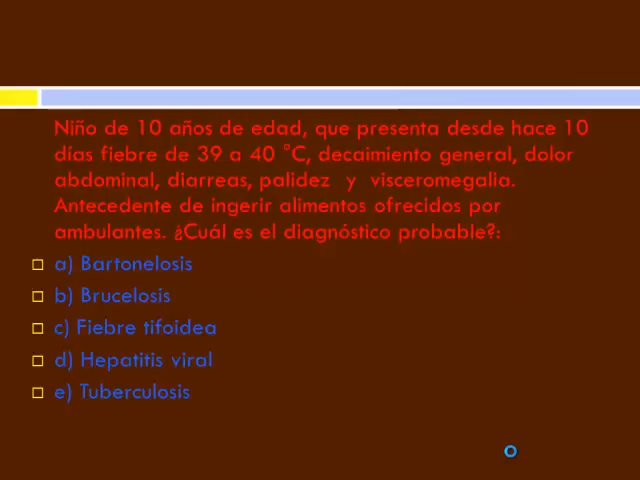 Niño de 10 años de edad, que presenta desde hace 10
días fiebre de 39 a 40 °C, decaimiento general, dolor
abdominal, diarreas, palidez y visceromegalia.
Antecedente de ingerir alimentos ofrecidos por
ambulantes. ¿Cuál es el diagnóstico probable?:
a) Bartonelosis
b) Brucelosis
c) Fiebre tifoidea
d) Hepatitis viral
e) Tuberculosis